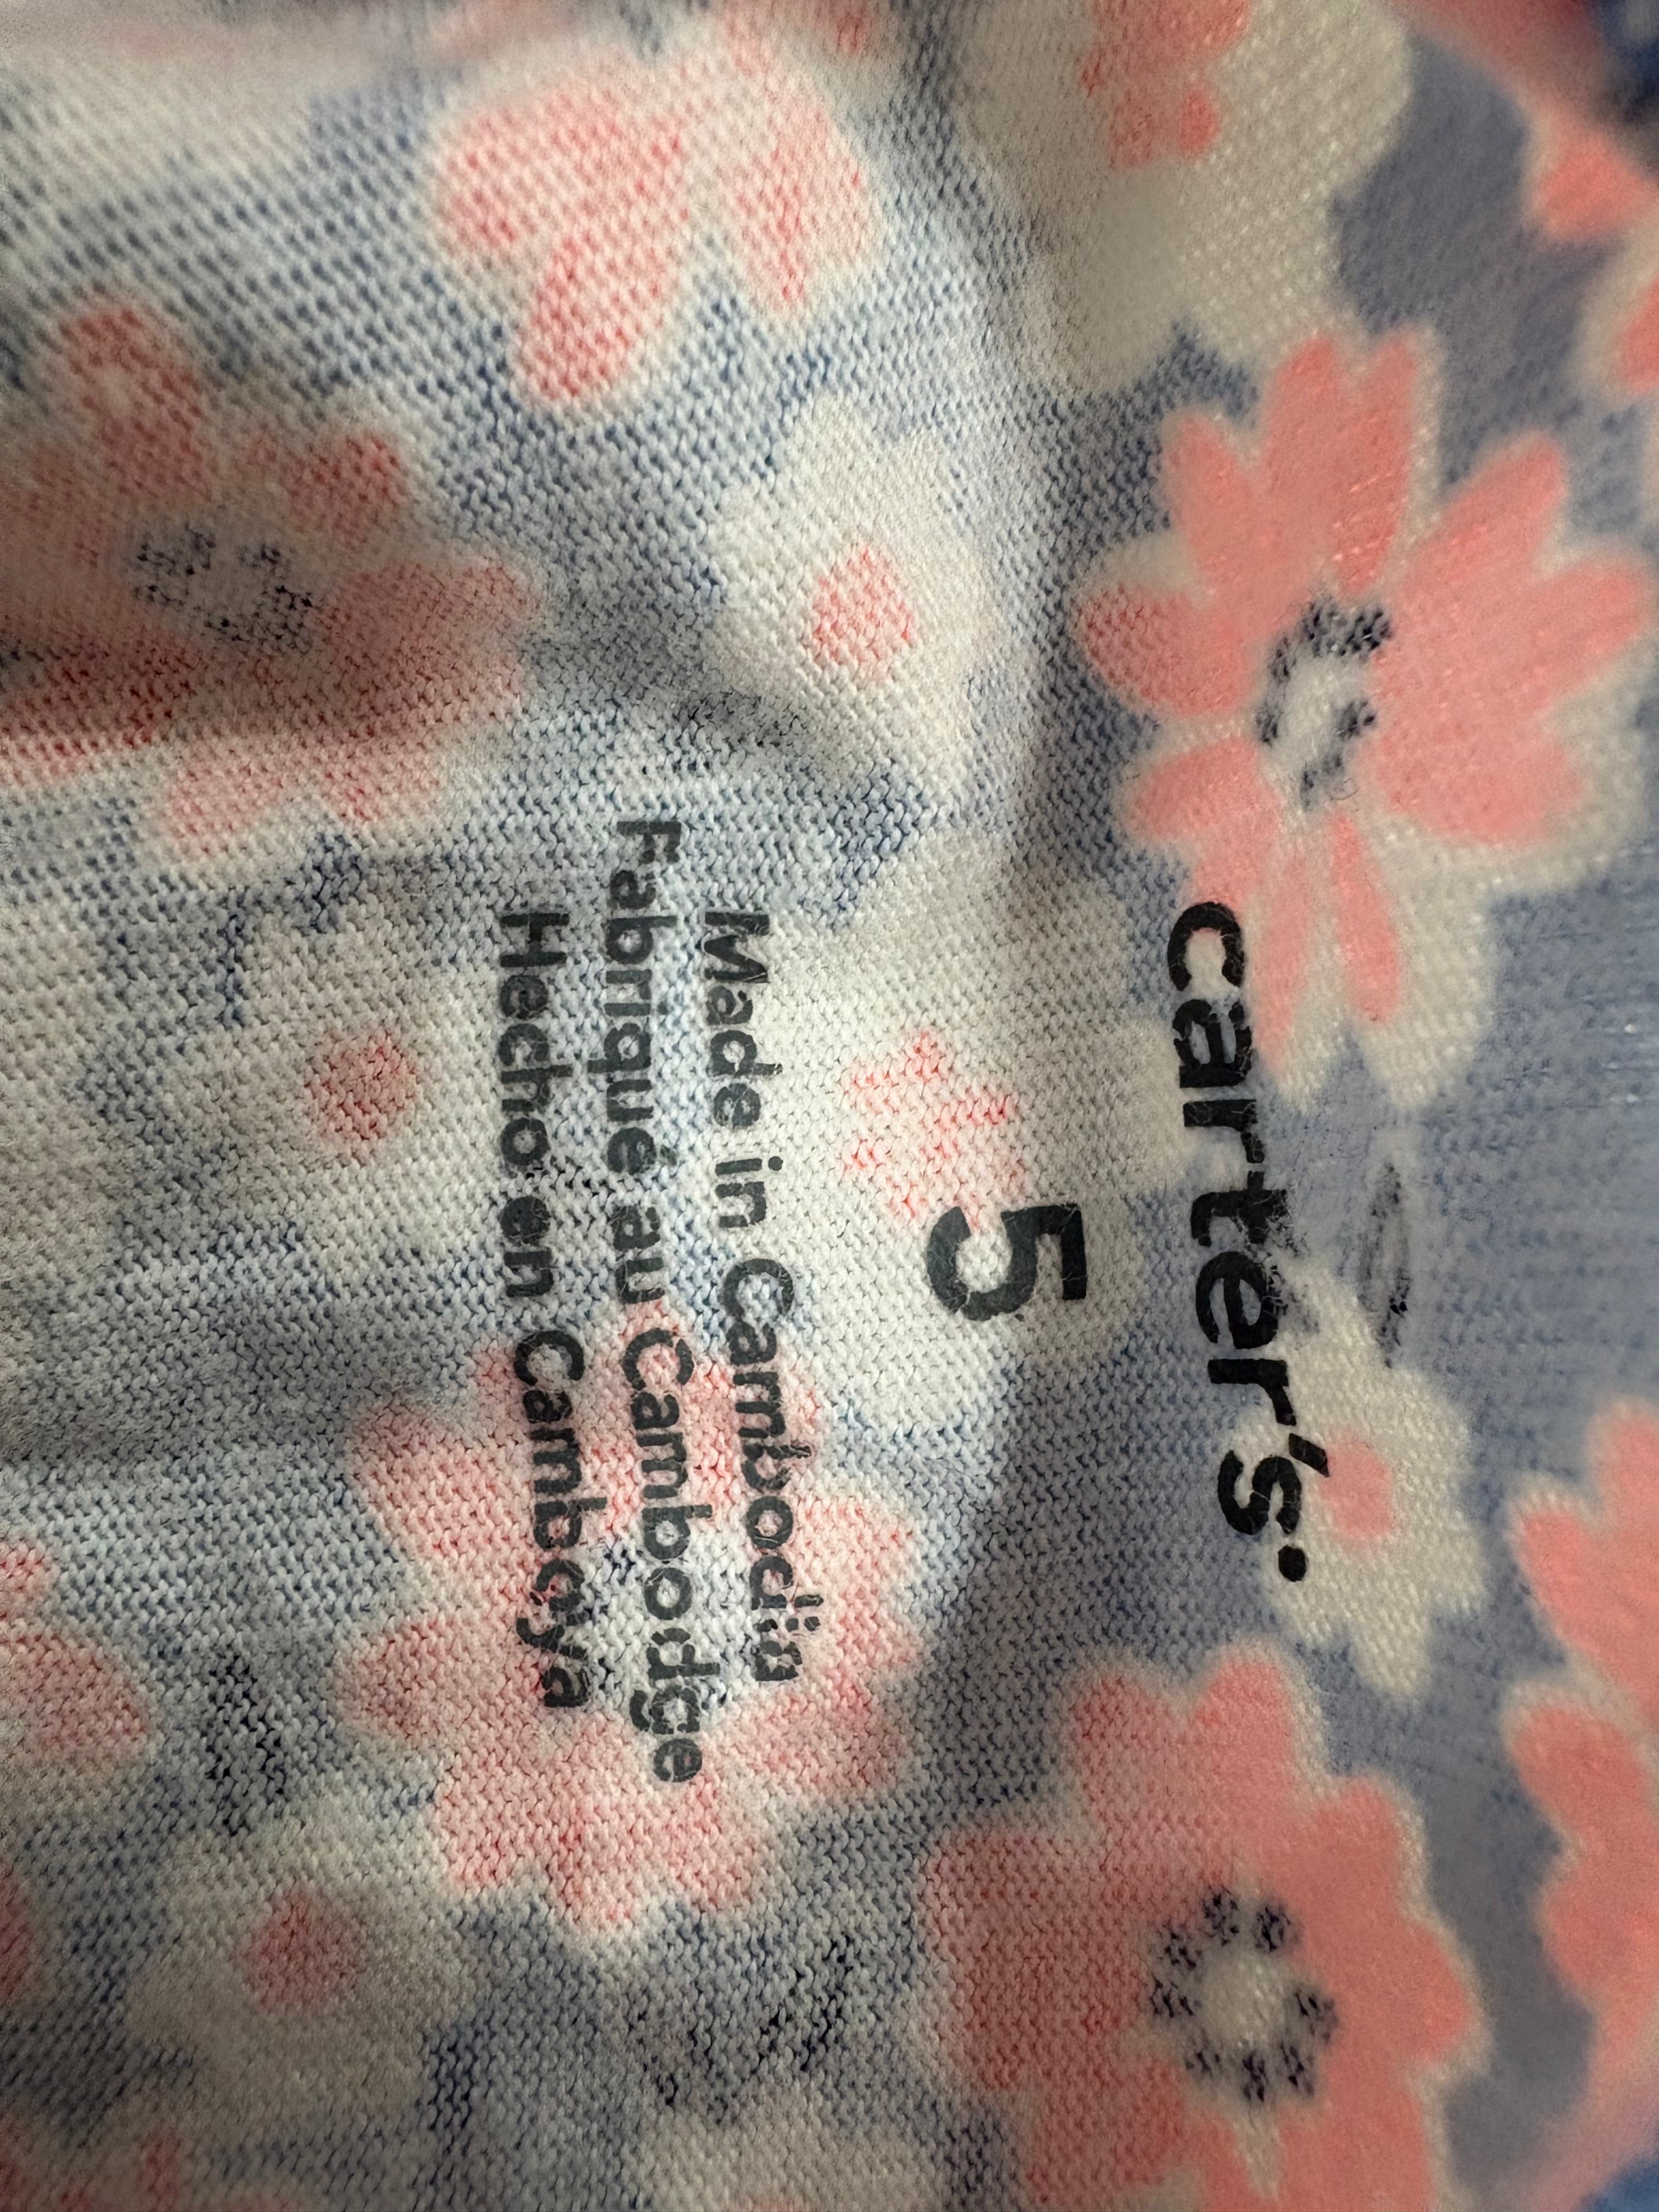 carter's.
5
Made in Cambodia
Fabriqué au Cambodge
Hecho en Camboya